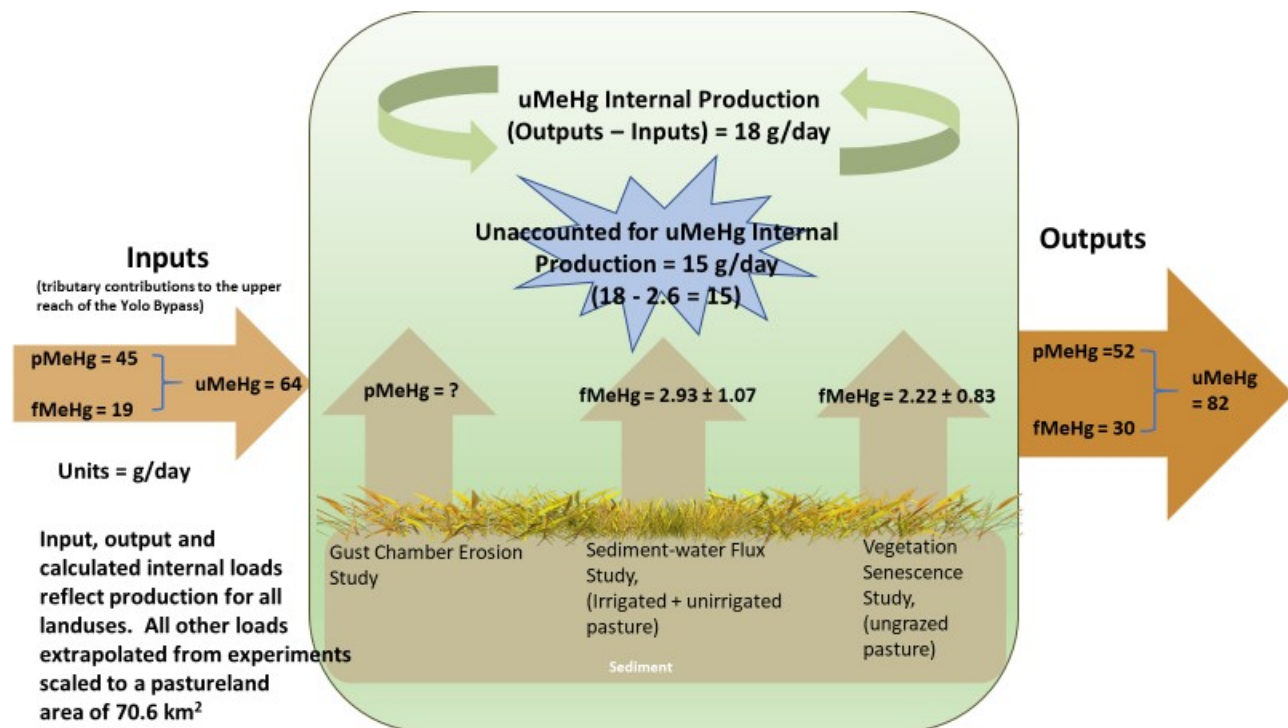 uMeHg Internal Production
(Outputs – Inputs) = 18 g/day
Unaccounted for uMeHg Internal
Production = 15 g/day
(18 - 2.6 = 15)
Inputs
(tributary contributions to the upper
reach of the Yolo Bypass)
pMeHg = 45
uMeHg = 64
fMeHg = 19
Units = g/day
Input, output and
calculated internal loads
reflect production for all
landuses. All other loads
extrapolated from experiments
scaled to a pastureland
area of 70.6 km²
pMeHg = ?
fMeHg = 2.93 ± 1.07
fMeHg = 2.22 ± 0.83
Gust Chamber Erosion
Study
Sediment-water Flux
Study,
(Irrigated + unirrigated
pasture)
Vegetation
Senescence
Study,
(ungrazed
pasture)
Sediment
Outputs
pMeHg =52
uMeHg
= 82
fMeHg = 30